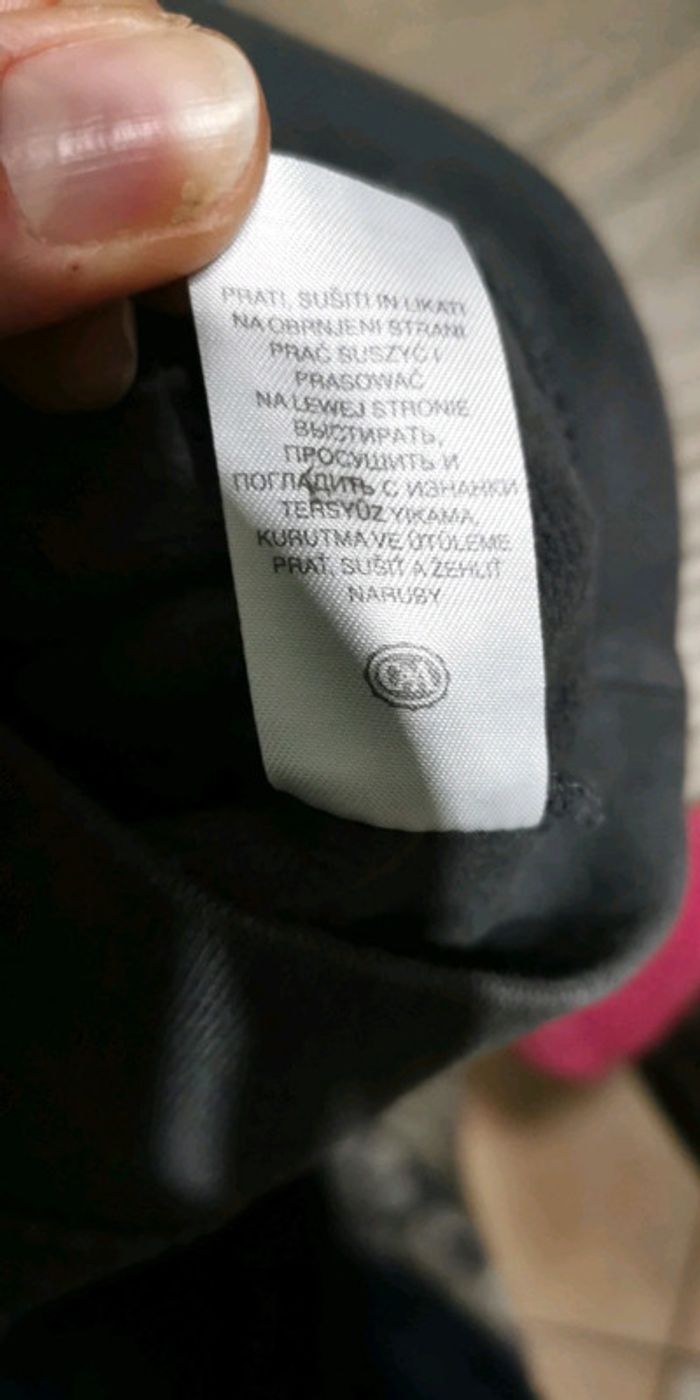 PRATI, SUŠITI IN LIKATI
NA OBRNJENI STRANI
PRAĆ SUSZYĆ I
PRASOWAĆ
NA LEWEJ STRONIE
ВЫСТИРАТЬ,
ПРОСУШИТЬ И
ПОГЛАДИТЬ С ИЗНАНКИ
TERSYÜZ YIKAMA,
KURUTMA VE ÜTÜLEME
PRAŤ, SUŠIŤ A ŽEHLIŤ
NARUBY
C&A